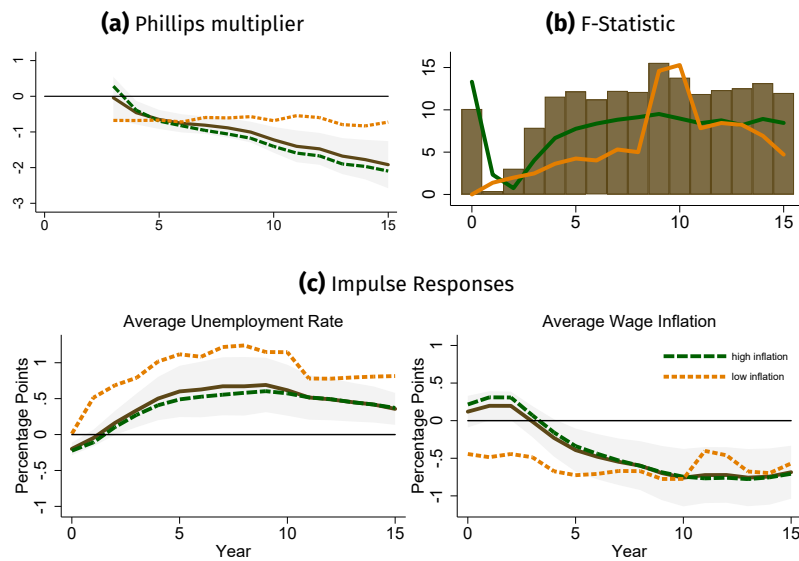 (a) Phillips multiplier
1
0
-1
-2
-3
0 5 10 15
(b) F-Statistic
15
10
5
0
0 5 10 15
(c) Impulse Responses
Average Unemployment Rate
Percentage Points
1
.5
0
-.5
-1
0 5 10 15
Year
Average Wage Inflation
Percentage Points
1
.5
0
-.5
-1
high inflation
low inflation
0 5 10 15
Year